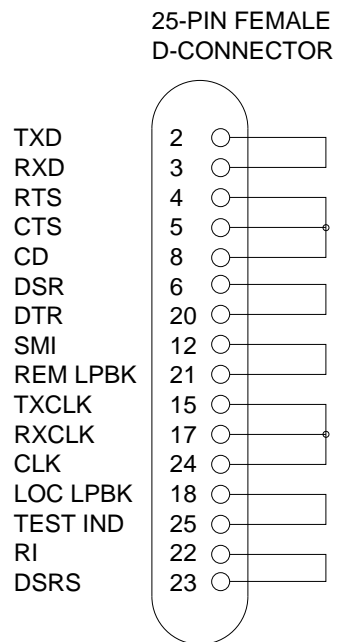 25-PIN FEMALE
D-CONNECTOR
TXD 2
RXD 3
RTS 4
CTS 5
CD 8
DSR 6
DTR 20
SMI 12
REM LPBK 21
TXCLK 15
RXCLK 17
CLK 24
LOC LPBK 18
TEST IND 25
RI 22
DSRS 23